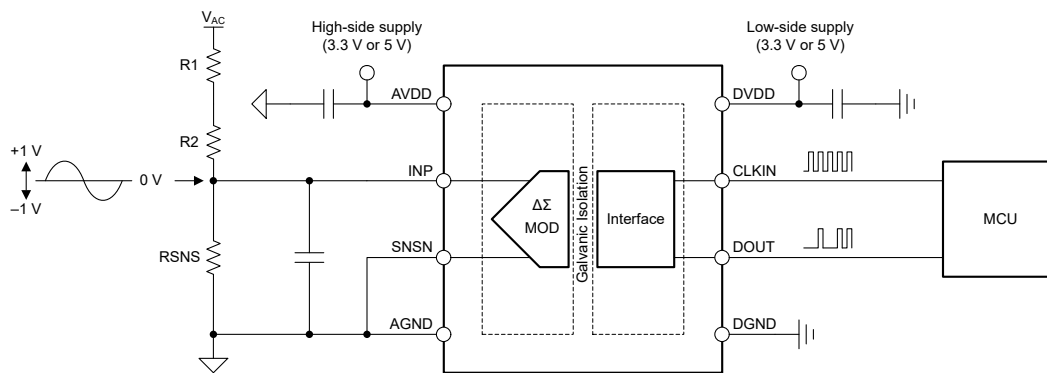 VAC
High-side supply
(3.3 V or 5 V)
Low-side supply
(3.3 V or 5 V)
R1
AVDD
DVDD
R2
+1 V
0 V
–1 V
INP
CLKIN
ΔΣ
MOD
Galvanic Isolation
Interface
MCU
RSNS
SNSN
DOUT
AGND
DGND